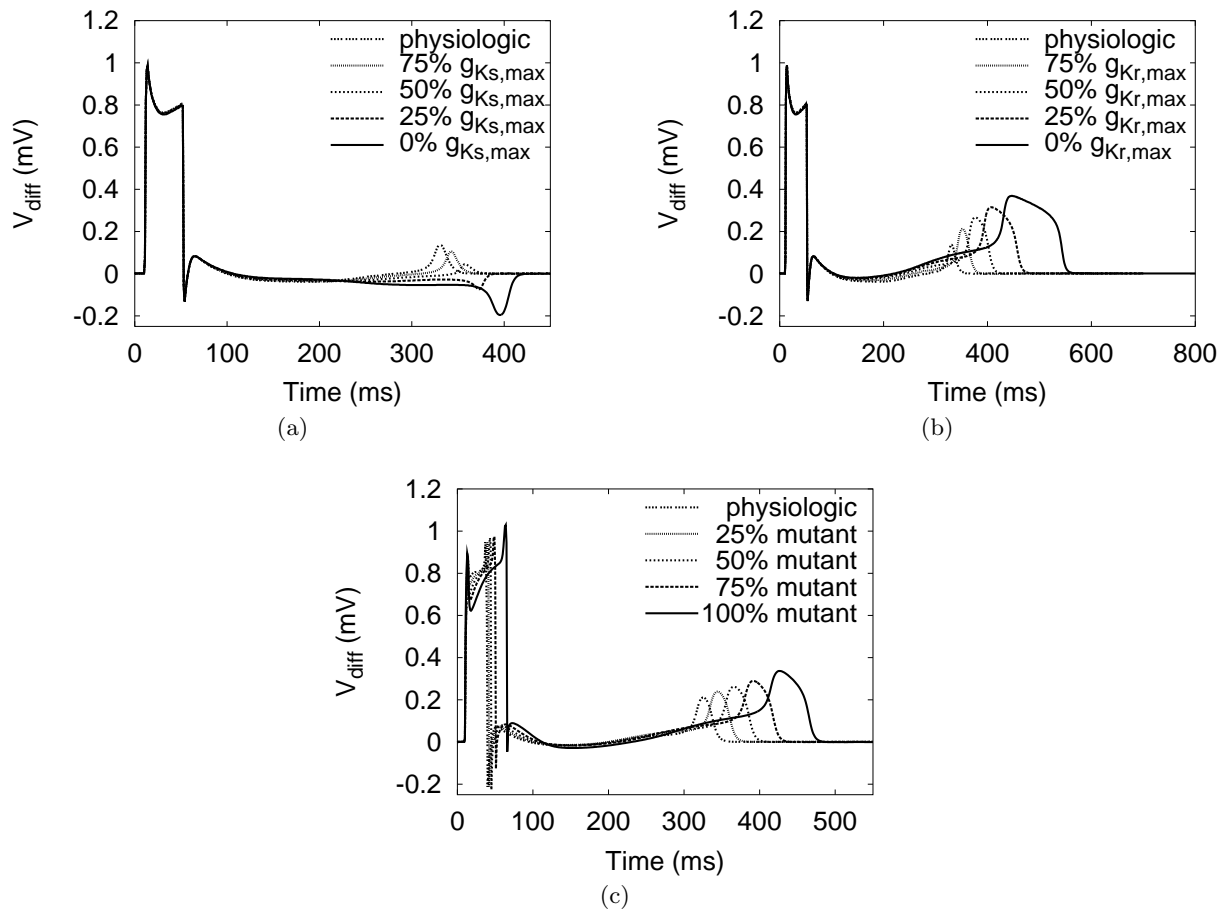 1.2
1
0.8
0.6
0.4
0.2
0
-0.2
V_diff (mV)
physiologic
75% g_Ks,max
50% g_Ks,max
25% g_Ks,max
0% g_Ks,max
0 100 200 300 400
Time (ms)
(a)
1.2
1
0.8
0.6
0.4
0.2
0
-0.2
V_diff (mV)
physiologic
75% g_Kr,max
50% g_Kr,max
25% g_Kr,max
0% g_Kr,max
0 200 400 600 800
Time (ms)
(b)
1.2
1
0.8
0.6
0.4
0.2
0
-0.2
V_diff (mV)
physiologic
25% mutant
50% mutant
75% mutant
100% mutant
0 100 200 300 400 500
Time (ms)
(c)